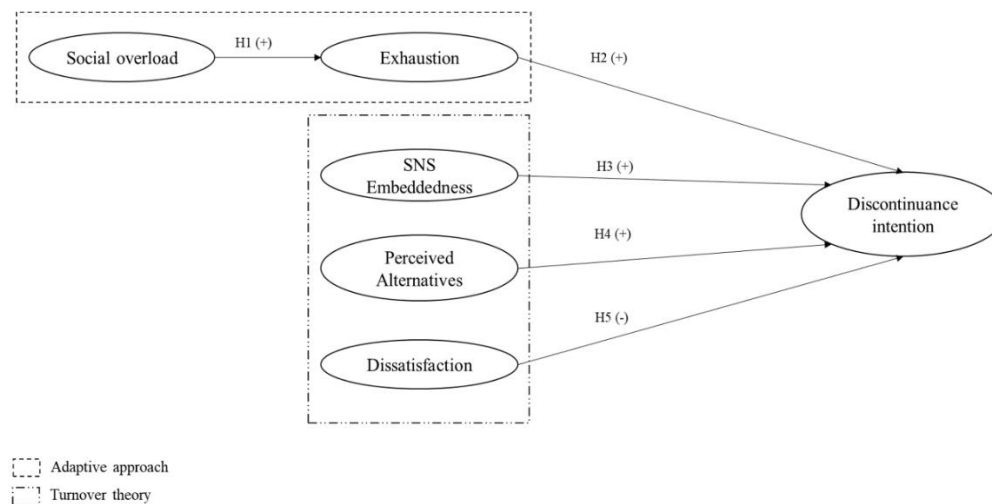 Social overload
H1 (+)
Exhaustion
H2 (+)
SNS
Embeddedness
H3 (+)
Discontinuance
intention
Perceived
Alternatives
H4 (+)
H5 (-)
Dissatisfaction
Adaptive approach
Turnover theory